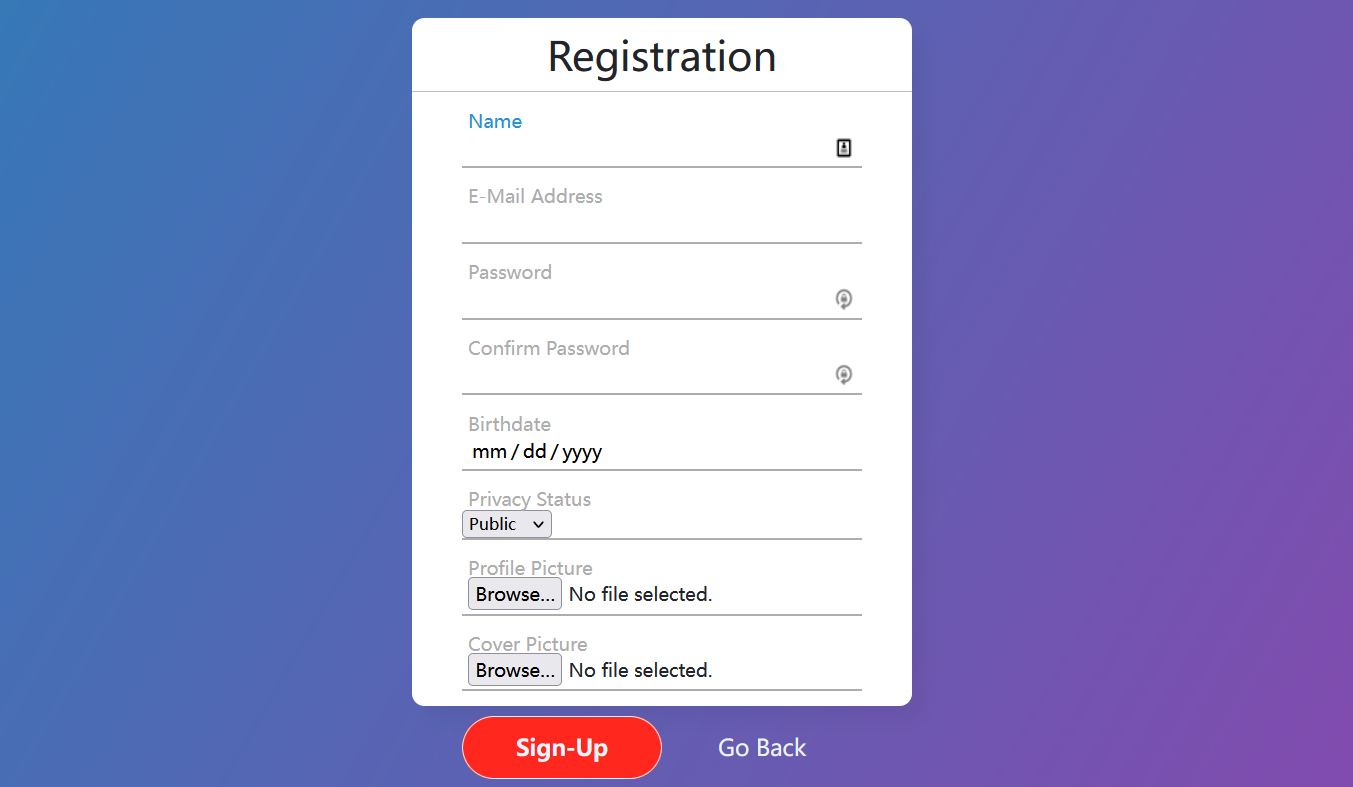 Registration
Name
E-Mail Address
Password
Confirm Password
Birthdate
mm / dd / yyyy
Privacy Status
Public
Profile Picture
Browse... No file selected.
Cover Picture
Browse... No file selected.
Sign-Up Go Back